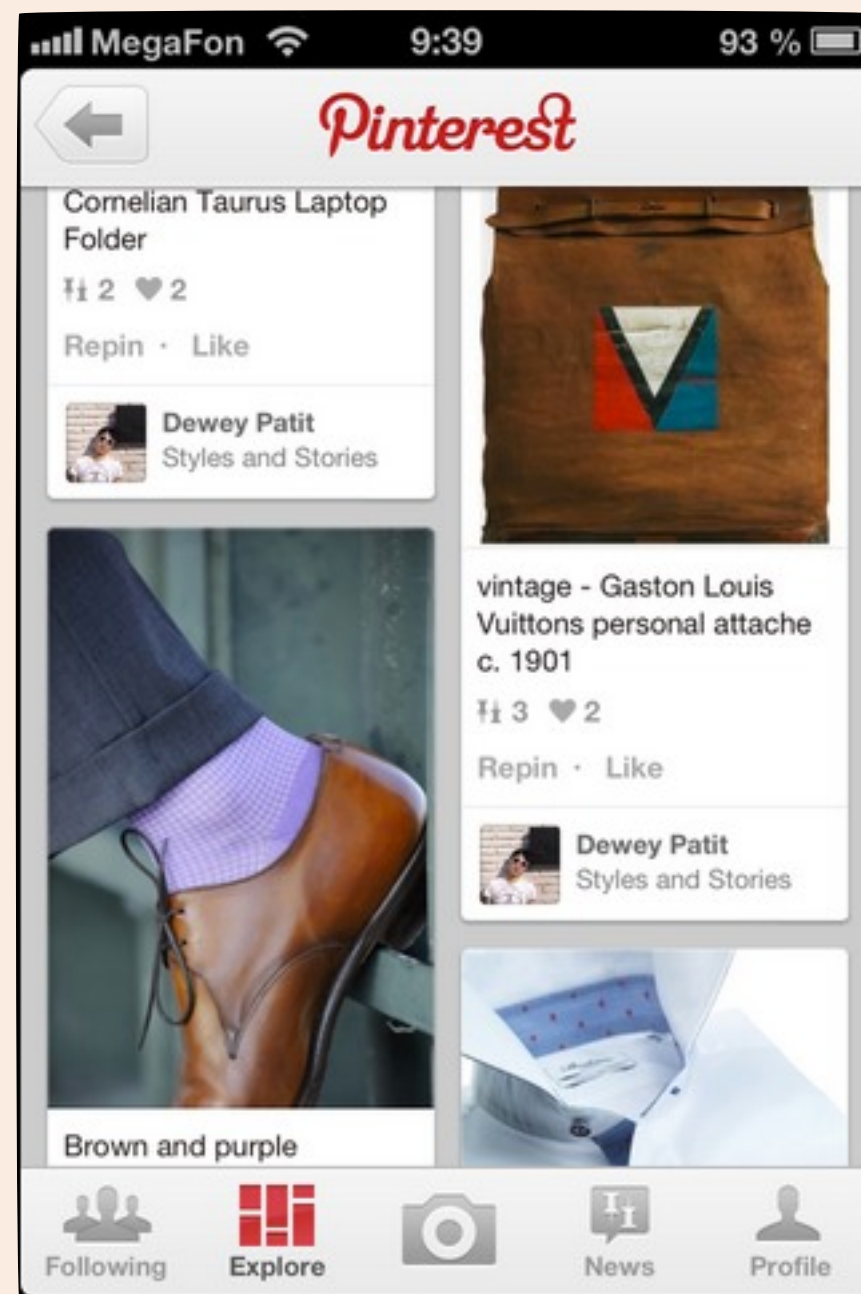 MegaFon 9:39 93 %
Pinterest
Cornelian Taurus Laptop
Folder
2 2
Repin · Like
Dewey Patit
Styles and Stories
Brown and purple
vintage - Gaston Louis
Vuittons personal attache
c. 1901
3 2
Repin · Like
Dewey Patit
Styles and Stories
Following Explore News Profile